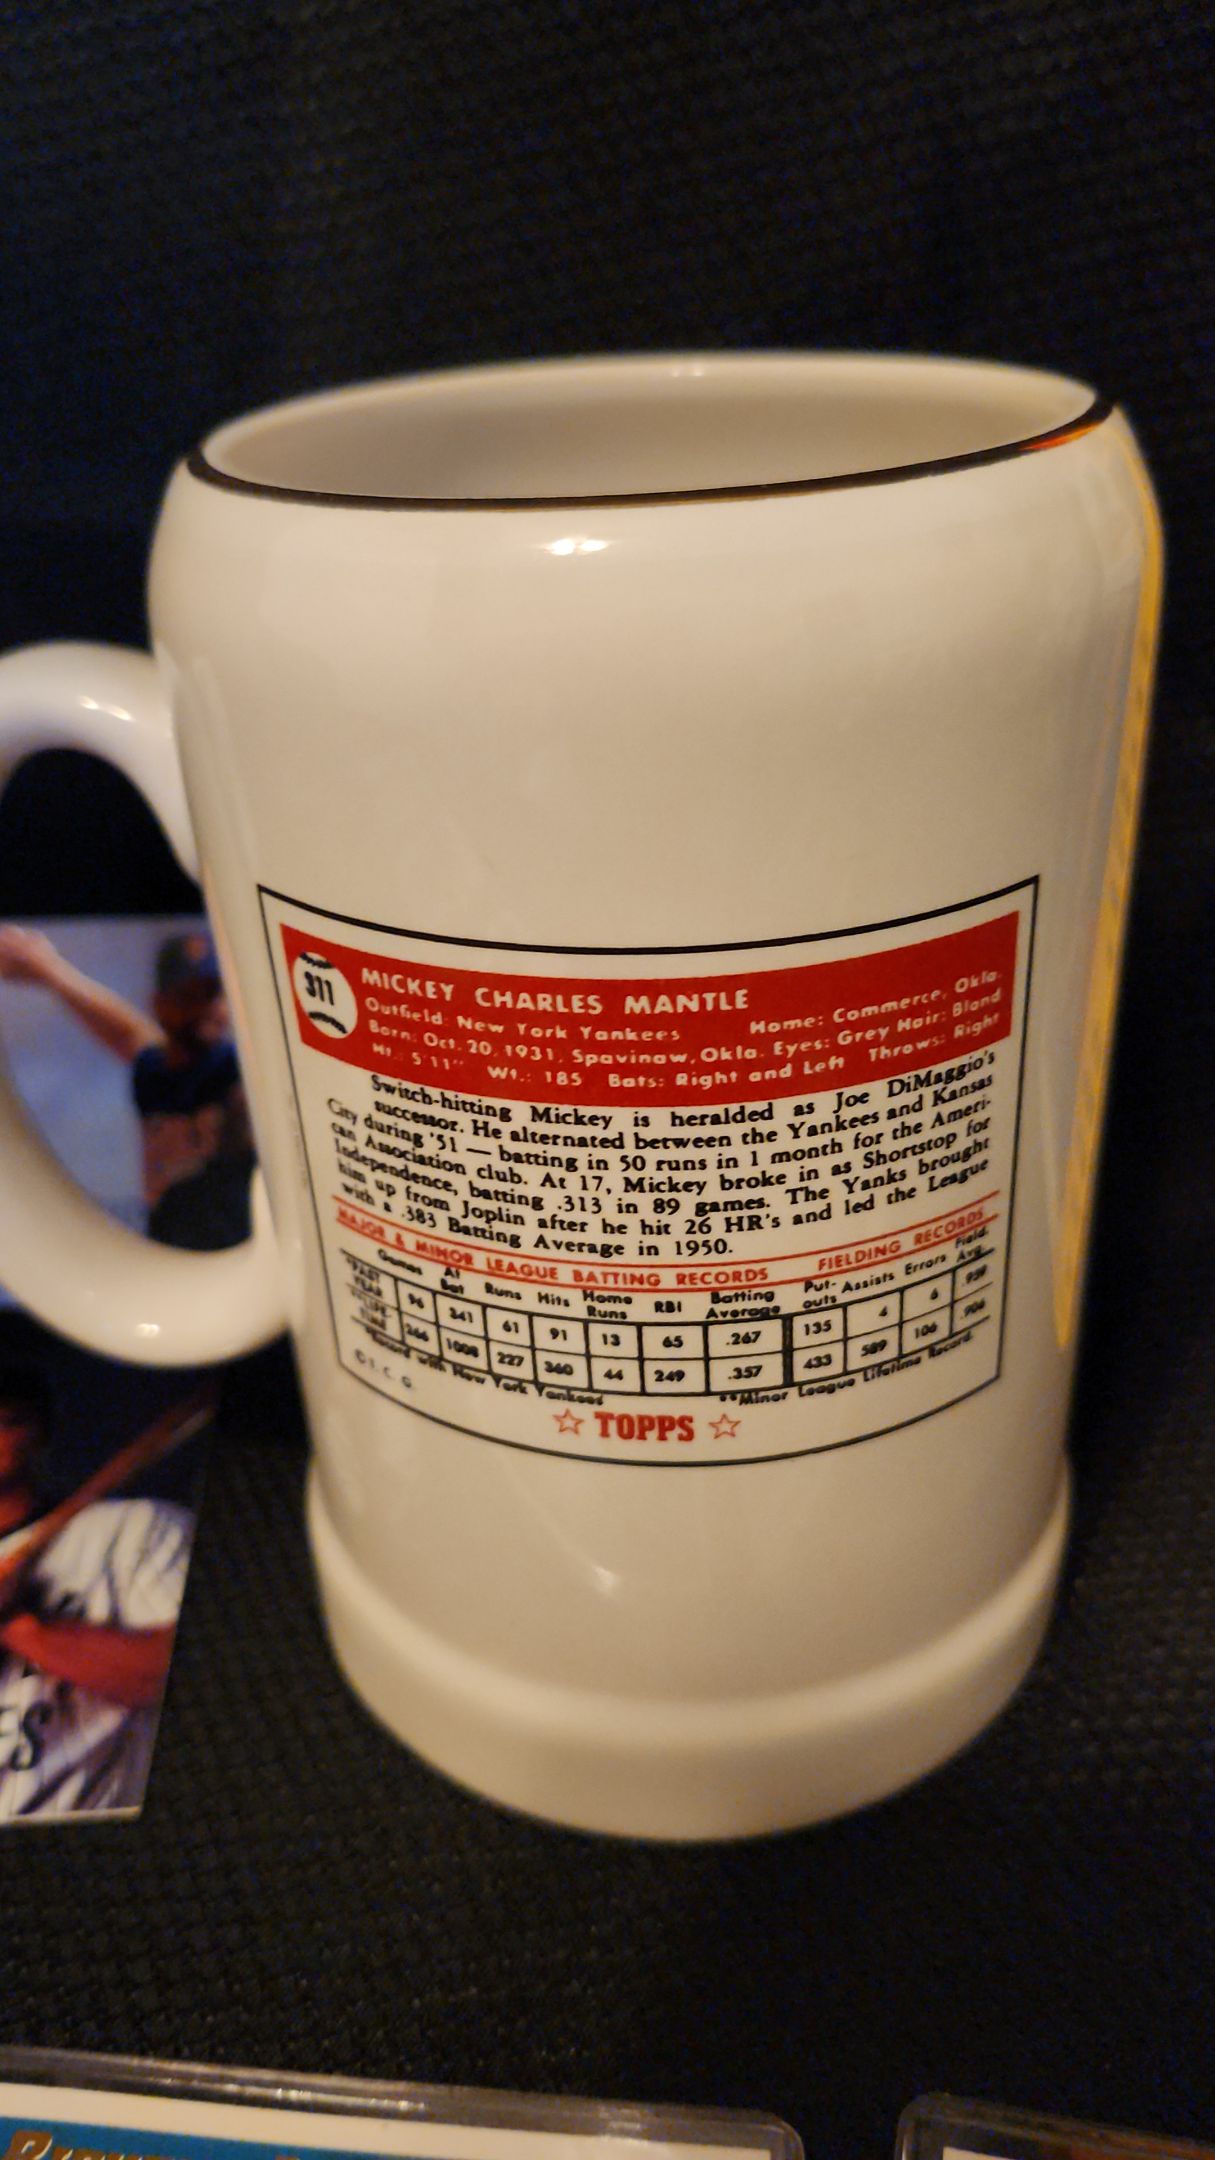 311
MICKEY CHARLES MANTLE
Outfield: New York Yankees Home: Commerce, Okla.
Born: Oct. 20, 1931, Spavinaw, Okla. Eyes: Grey Hair: Blond
Ht.: 5'11" Wt.: 185 Bats: Right and Left Throws: Right
Switch-hitting Mickey is heralded as Joe DiMaggio's
successor. He alternated between the Yankees and Kansas
City during '51 — batting in 50 runs in 1 month for the Ameri-
can Association club. At 17, Mickey broke in as Shortstop for
Independence, batting .313 in 89 games. The Yanks brought
him up from Joplin after he hit 26 HR's and led the League
with a .383 Batting Average in 1950.
MAJOR & MINOR LEAGUE BATTING RECORDS FIELDING RECORDS
Games At Bat Runs Hits Home Runs RBI Batting Average Put-outs Assists Errors Field. Avg.
PAST YEAR 96 341 61 91 13 65 .267 135 4 6 .959
LIFE-TIME 266 1008 227 360 44 249 .357 433 589 106 .906
*Record with New York Yankees **Minor League Lifetime Record.
©T. C. G.
☆ TOPPS ☆
ES